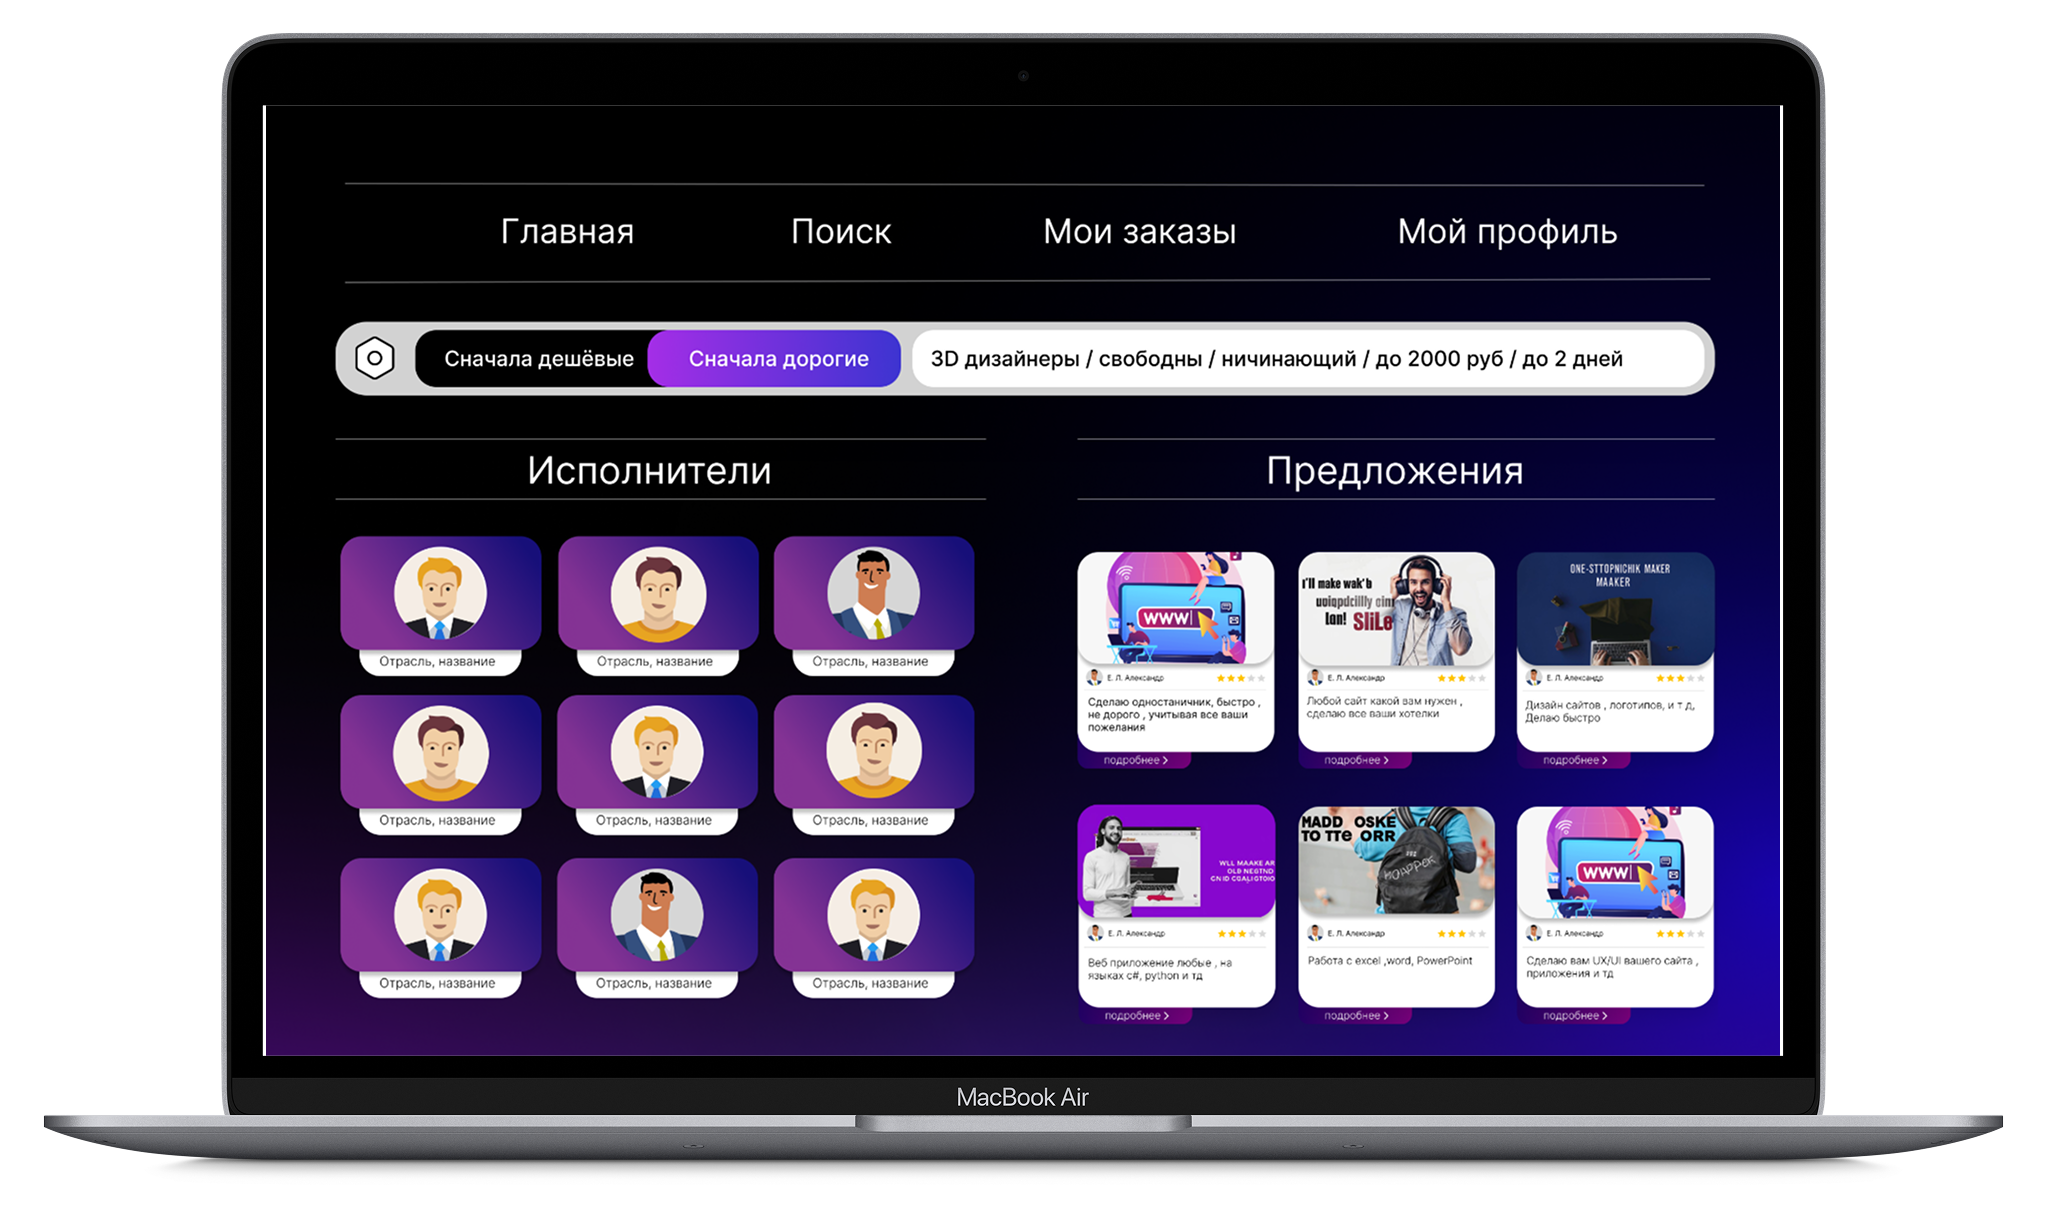 Главная Поиск Мои заказы Мой профиль
Сначала дешёвые Сначала дорогие 3D дизайнеры / свободны / ничинающий / до 2000 руб / до 2 дней
Исполнители
Отрасль, название Отрасль, название Отрасль, название
Отрасль, название Отрасль, название Отрасль, название
Отрасль, название Отрасль, название Отрасль, название
Предложения
WWW
Е. Л. Александр
Сделаю одностаничник, быстро ,
не дорого , учитывая все ваши
пожелания
подробнее
I'll make wak'b
uoiqpdcillly aim
lan! SliLe
Е. Л. Александр
Любой сайт какой вам нужен ,
сделаю все ваши хотелки
подробнее
ONE-STTOPNICHIK MAKER
MAAKER
Е. Л. Александр
Дизайн сайтов , логотипов, и т д,
Делаю быстро
подробнее
WLL MAAKE AR
OLD NEGTND
CNID CGALIGTOIO
Е. Л. Александр
Веб приложение любые , на
языках c#, python и тд
подробнее
MADD OSKE
TO TTe ORR
HOAPPER
Е. Л. Александр
Работа с excel ,word, PowerPoint
подробнее
WWW
Е. Л. Александр
Сделаю вам UX/UI вашего сайта ,
приложения и тд
подробнее
MacBook Air